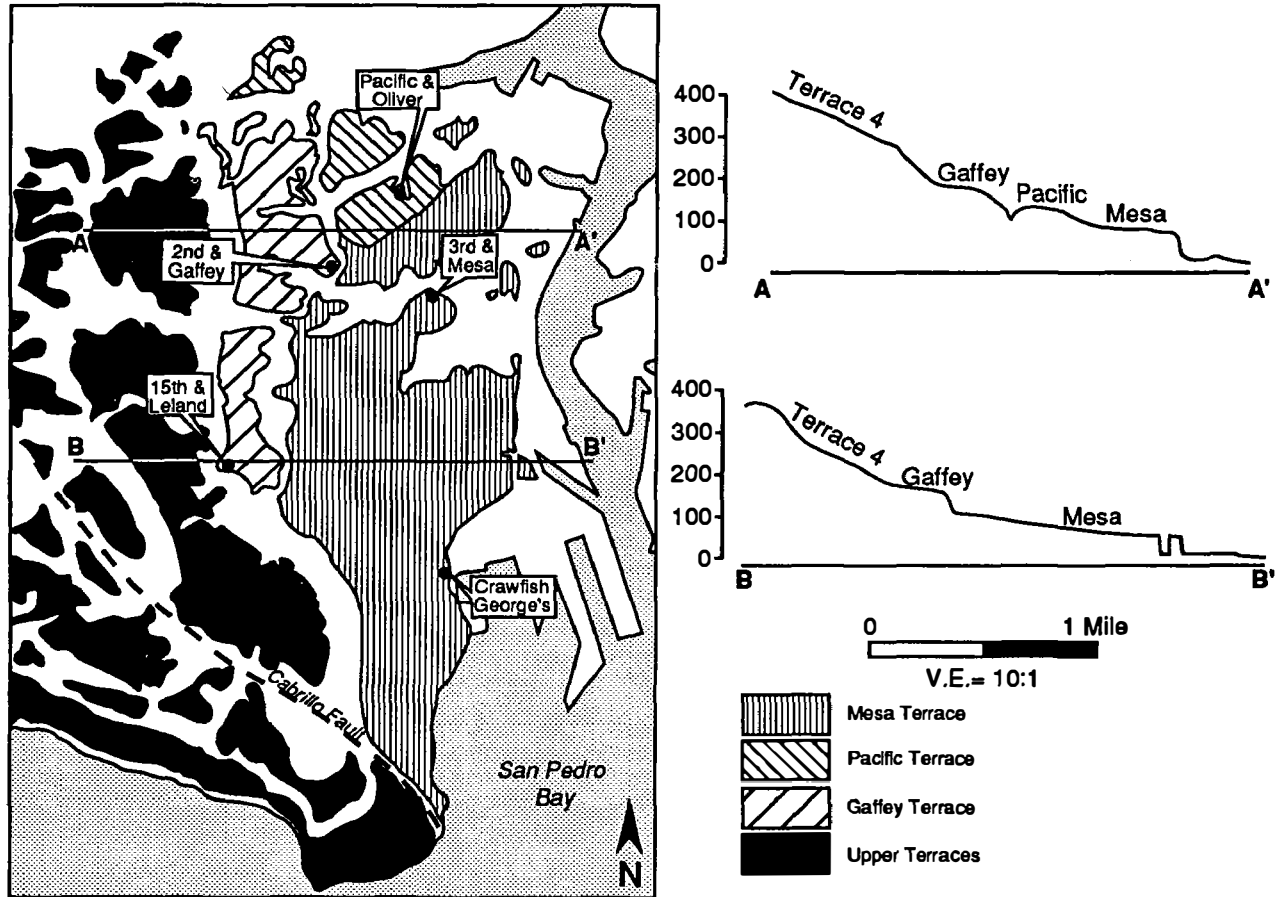 Pacific &
Oliver
A
A'
2nd &
Gaffey
3rd &
Mesa
15th &
Leland
B
B'
Crawfish
George's
Cabrillo Fault
San Pedro
Bay
N
400
300
200
100
0
Terrace 4
Gaffey
Pacific
Mesa
A
A'
400
300
200
100
0
Terrace 4
Gaffey
Mesa
B
B'
0
1 Mile
V.E.= 10:1
Mesa Terrace
Pacific Terrace
Gaffey Terrace
Upper Terraces